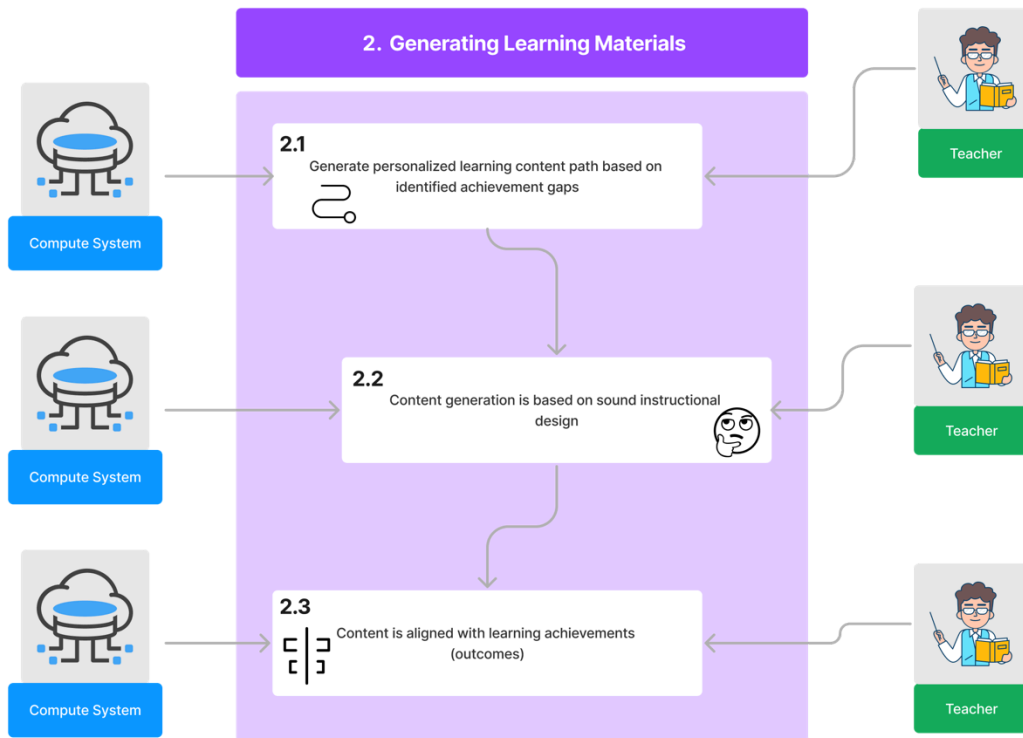 2. Generating Learning Materials
Teacher
2.1
Generate personalized learning content path based on
identified achievement gaps
Compute System
2.2
Content generation is based on sound instructional
design
Teacher
Compute System
2.3
Content is aligned with learning achievements
(outcomes)
Compute System
Teacher